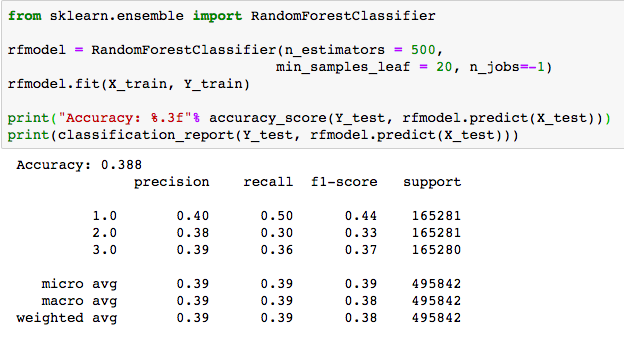 from sklearn.ensemble import RandomForestClassifier
rfmodel = RandomForestClassifier(n_estimators = 500,
min_samples_leaf = 20, n_jobs=-1)
rfmodel.fit(X_train, Y_train)
print("Accuracy: %.3f"% accuracy_score(Y_test, rfmodel.predict(X_test)))
print(classification_report(Y_test, rfmodel.predict(X_test)))
Accuracy: 0.388
precision recall f1-score support
1.0 0.40 0.50 0.44 165281
2.0 0.38 0.30 0.33 165281
3.0 0.39 0.36 0.37 165280
micro avg 0.39 0.39 0.39 495842
macro avg 0.39 0.39 0.38 495842
weighted avg 0.39 0.39 0.38 495842